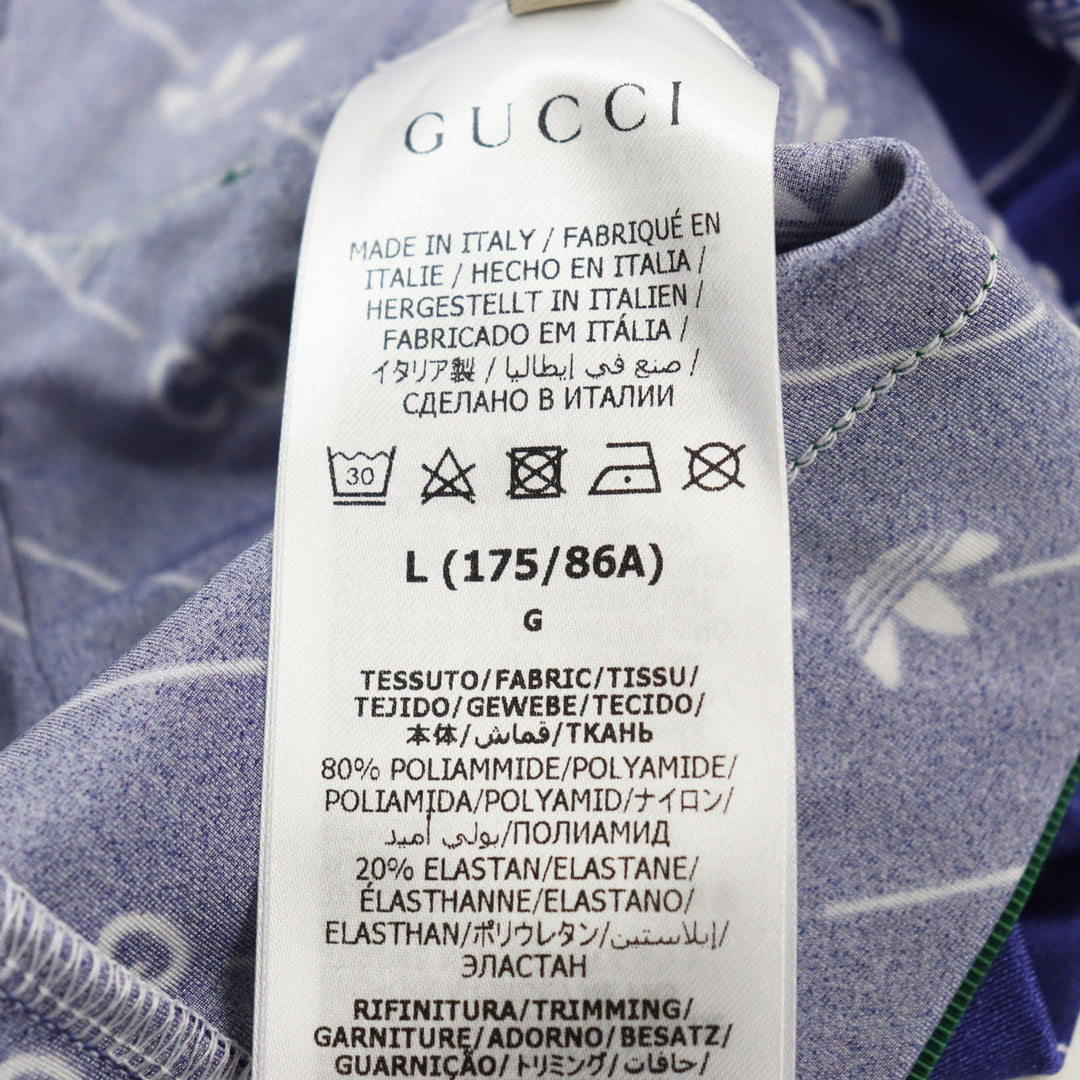 GUCCI
MADE IN ITALY / FABRIQUÉ EN
ITALIE / HECHO EN ITALIA /
HERGESTELLT IN ITALIEN /
FABRICADO EM ITÁLIA /
イタリア製 / صنع في إيطاليا /
СДЕЛАНО В ИТАЛИИ
30
L (175/86A)
G
TESSUTO/FABRIC/TISSU/
TEJIDO/GEWEBE/TECIDO/
本体/قماش/ТКАНЬ
80% POLIAMMIDE/POLYAMIDE/
POLIAMIDA/POLYAMID/ナイロン/
بولي أميد/ПОЛИАМИД
20% ELASTAN/ELASTANE/
ÉLASTHANNE/ELASTANO/
ELASTHAN/ポリウレタン/إيلاستين/
ЭЛАСТАН
RIFINITURA/TRIMMING/
GARNITURE/ADORNO/BESATZ/
GUARNIÇÃO/トリミング/حافات/